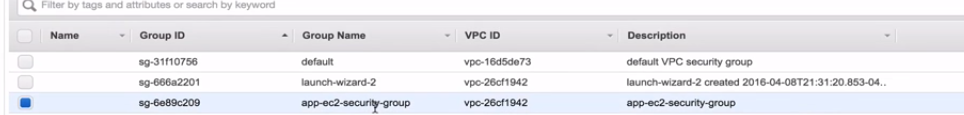 Filter by tags and attributes or search by keyword
Name Group ID Group Name VPC ID Description
sg-31f10756 default vpc-16d5de73 default VPC security group
sg-666a2201 launch-wizard-2 vpc-26cf1942 launch-wizard-2 created 2016-04-08T21:31:20.853-04..
sg-6e89c209 app-ec2-security-group vpc-26cf1942 app-ec2-security-group